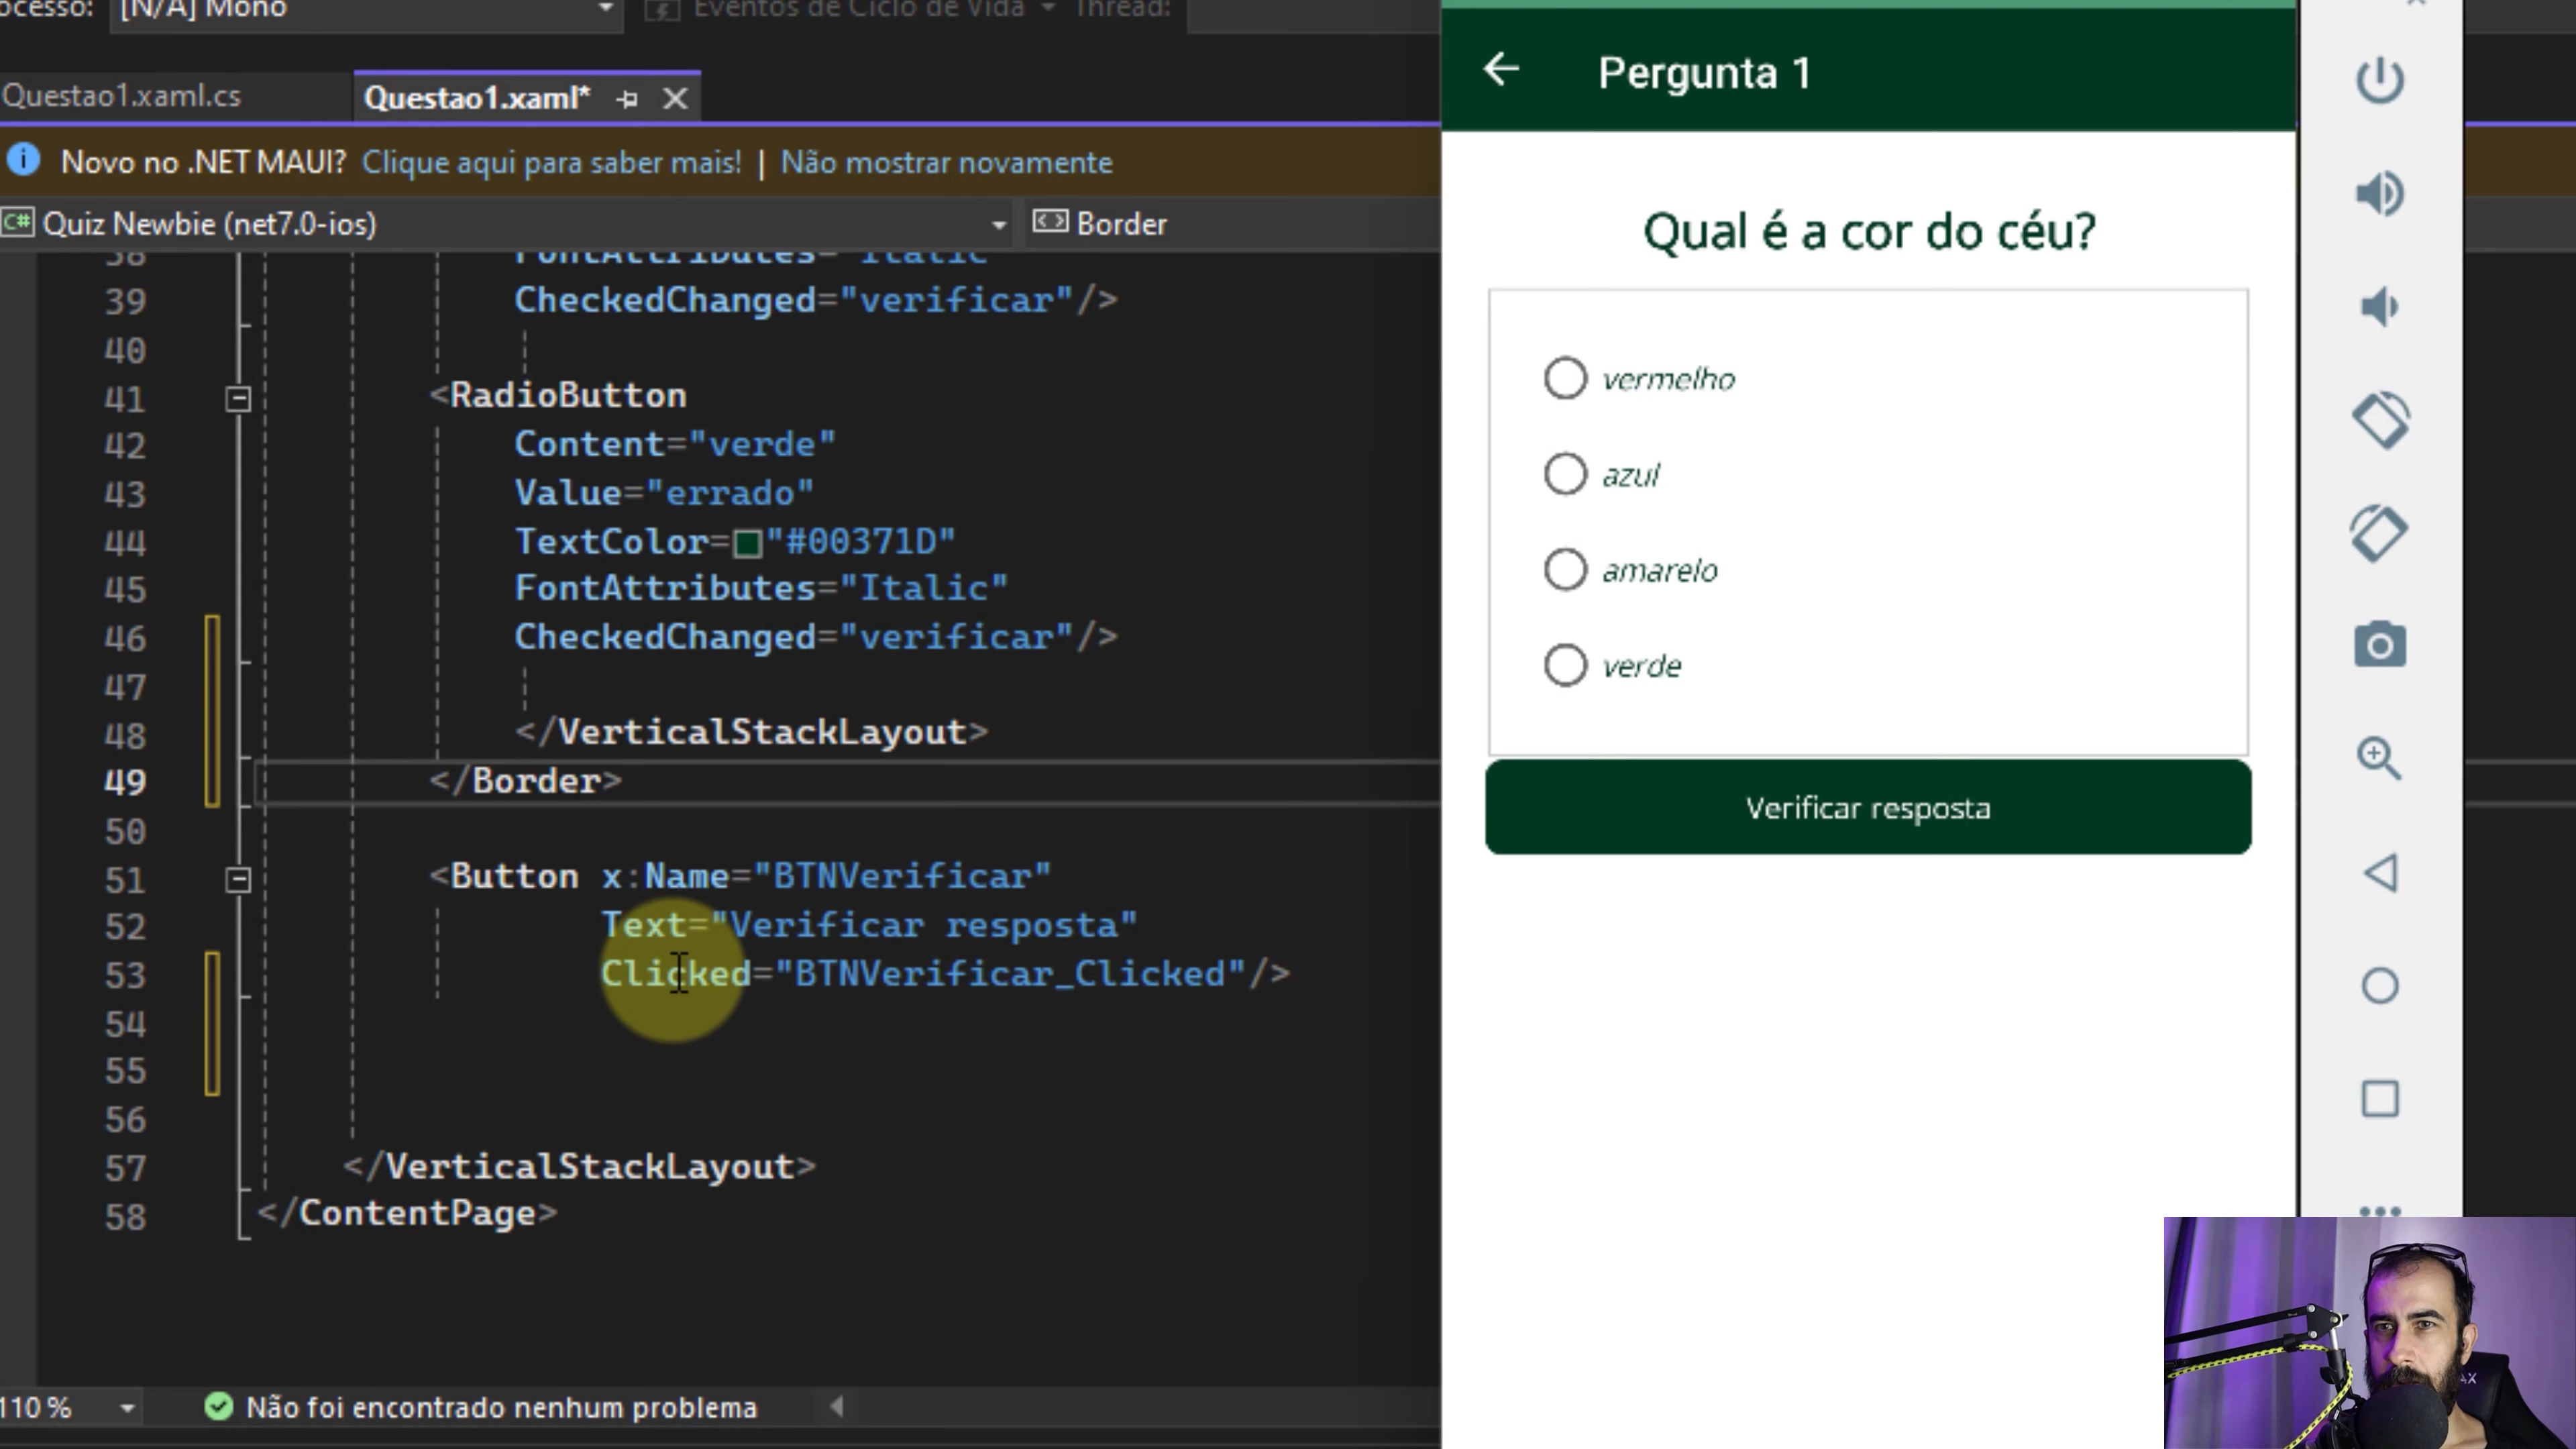 ocesso: [N/A] Mono Eventos de Ciclo de Vida Thread:
Questao1.xaml.cs Questao1.xaml*
Novo no .NET MAUI? Clique aqui para saber mais! | Não mostrar novamente
C# Quiz Newbie (net7.0-ios) Border
38 FontAttributes="Italic"
39 CheckedChanged="verificar"/>
40
41 <RadioButton
42 Content="verde"
43 Value="errado"
44 TextColor="#00371D"
45 FontAttributes="Italic"
46 CheckedChanged="verificar"/>
47
48 </VerticalStackLayout>
49 </Border>
50
51 <Button x:Name="BTNVerificar"
52 Text="Verificar resposta"
53 Clicked="BTNVerificar_Clicked"/>
54
55
56
57 </VerticalStackLayout>
58 </ContentPage>
110 % Não foi encontrado nenhum problema
Pergunta 1
Qual é a cor do céu?
vermelho
azul
amarelo
verde
Verificar resposta